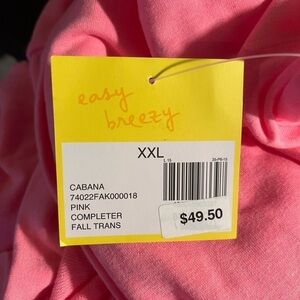 easy
breezy
XXL
CABANA
74022FAK000018
PINK
COMPLETER
FALL TRANS
$49.50